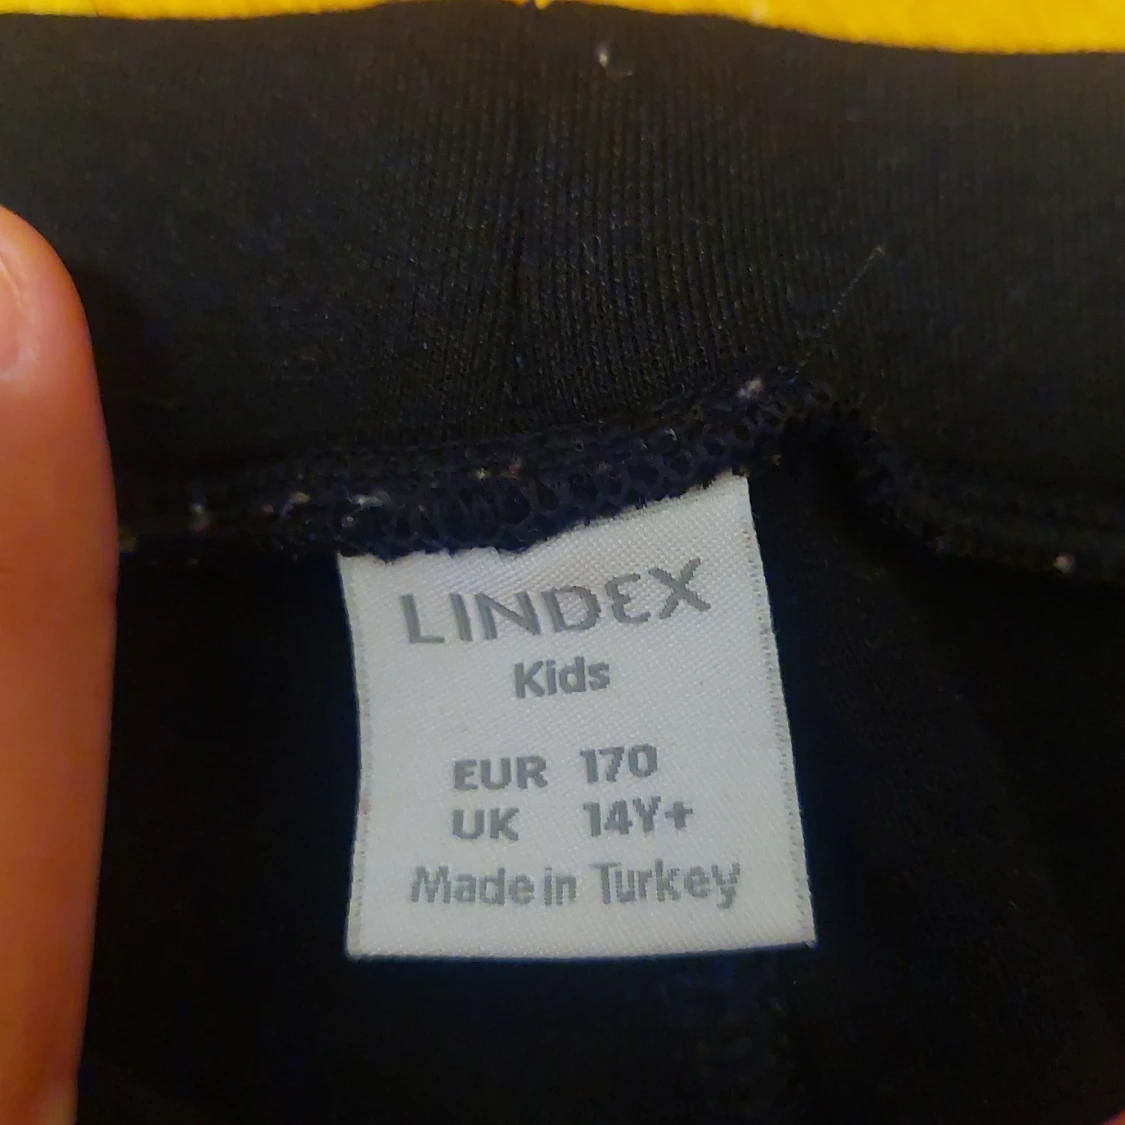 LINDEX
Kids
EUR 170
UK 14Y+
Made in Turkey